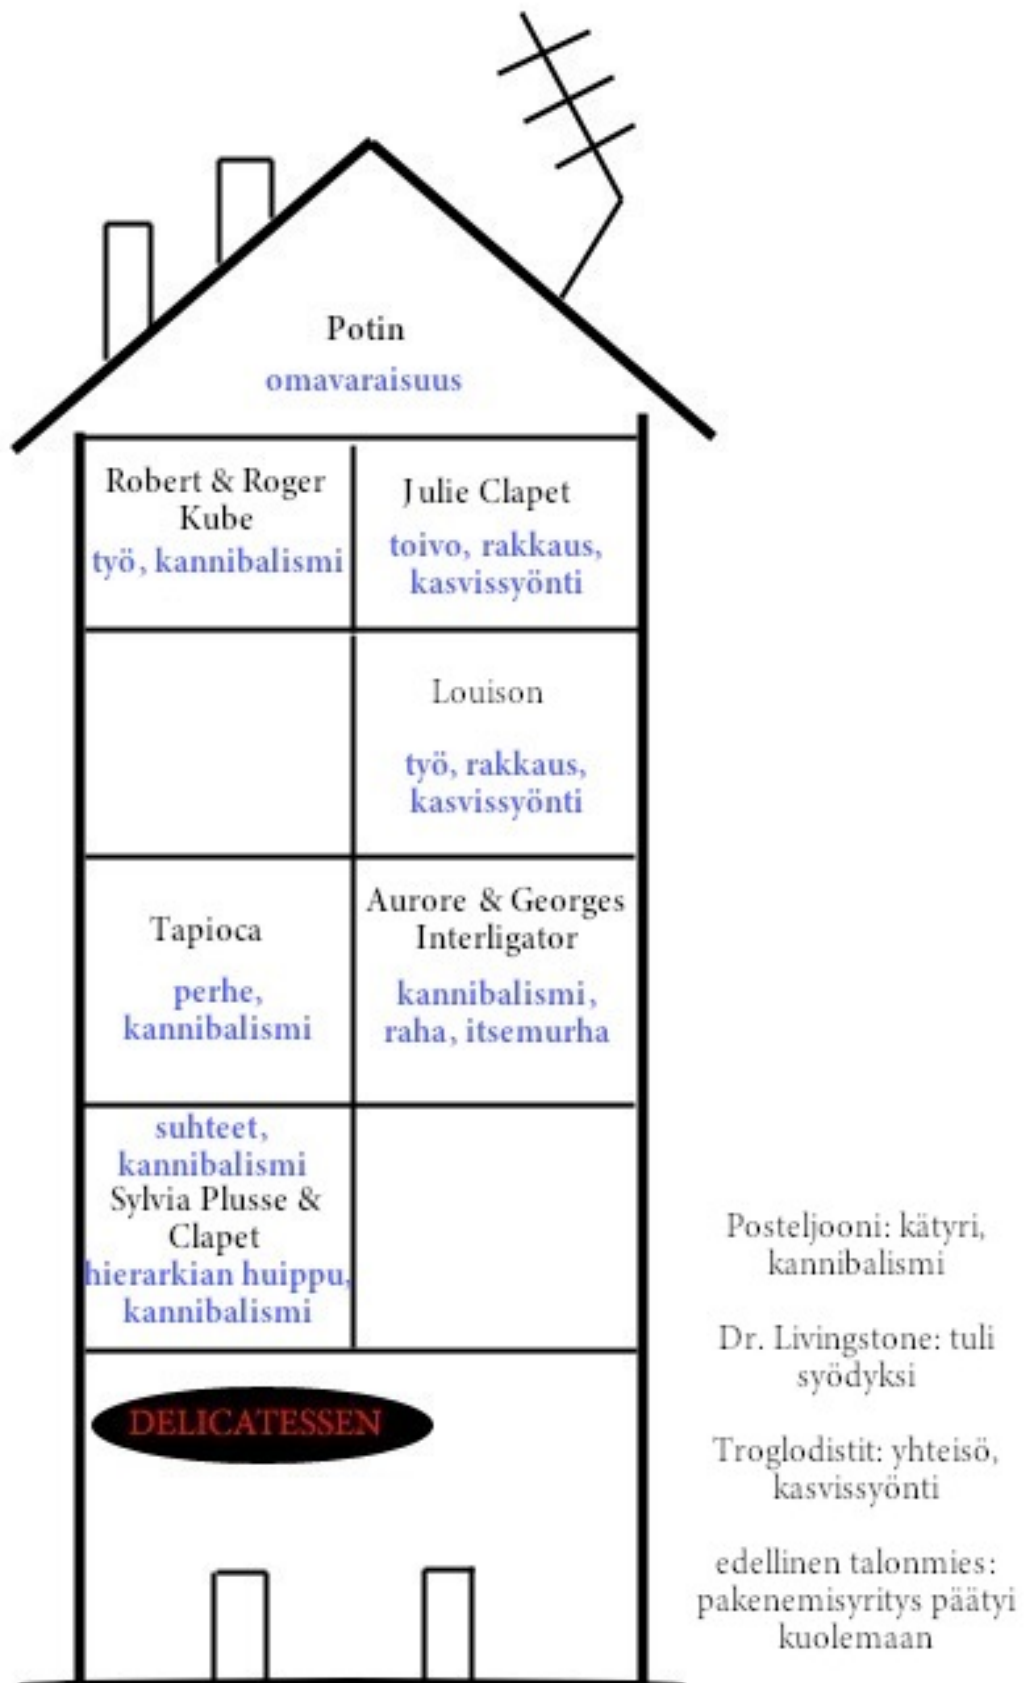 Potin
omavaraisuus
Robert & Roger
Kube
työ, kannibalismi
Julie Clapet
toivo, rakkaus,
kasvissyönti
Louison
työ, rakkaus,
kasvissyönti
Tapioca
perhe,
kannibalismi
Aurore & Georges
Interligator
kannibalismi,
raha, itsemurha
suhteet,
kannibalismi
Sylvia Plusse &
Clapet
hierarkian huippu,
kannibalismi
DELICATESSEN
Posteljooni: kätyri,
kannibalismi
Dr. Livingstone: tuli
syödyksi
Troglodistit: yhteisö,
kasvissyönti
edellinen talonmies:
pakenemisyritys päätyi
kuolemaan